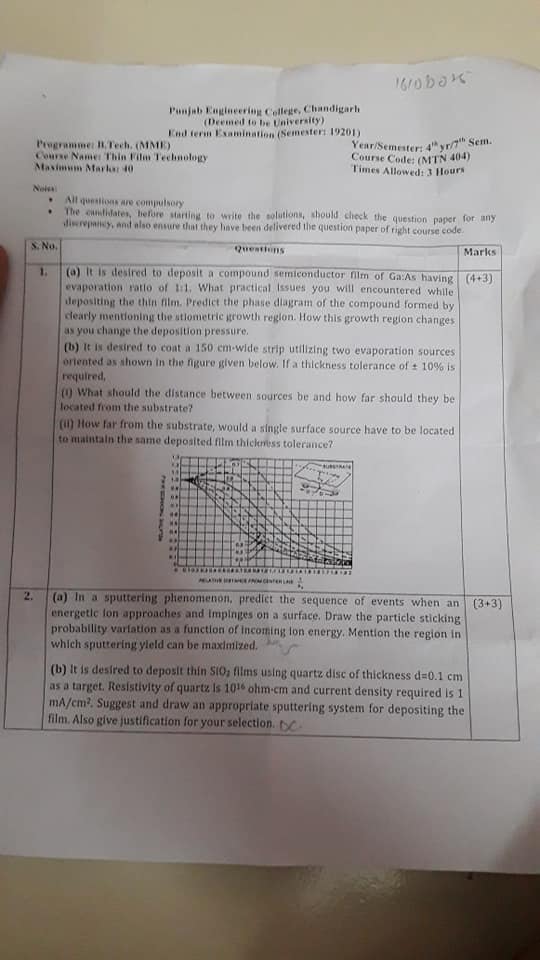 Punjab Engineering College, Chandigarh
(Deemed to be University)
End term Examination (Semester: 19201)
Programme: B.Tech. (MME)
Year/Semester: 4th yr/7th Sem.
Course Name: Thin Film Technology
Course Code: (MTN 404)
Maximum Marks: 40
Times Allowed: 3 Hours
Notes:
• All questions are compulsory
• The candidates, before starting to write the solutions, should check the question paper for any
discrepancy, and also ensure that they have been delivered the question paper of right course code.
S. No. Questions Marks
1. (a) It is desired to deposit a compound semiconductor film of Ga:As having (4+3)
evaporation ratio of 1:1. What practical issues you will encountered while
depositing the thin film. Predict the phase diagram of the compound formed by
clearly mentioning the stiometric growth region. How this growth region changes
as you change the deposition pressure.
(b) It is desired to coat a 150 cm-wide strip utilizing two evaporation sources
oriented as shown in the figure given below. If a thickness tolerance of ± 10% is
required,
(i) What should the distance between sources be and how far should they be
located from the substrate?
(ii) How far from the substrate, would a single surface source have to be located
to maintain the same deposited film thickness tolerance?
SUBSTRATE
RELATIVE DISTANCE FROM CENTER LINE
2. (a) In a sputtering phenomenon, predict the sequence of events when an (3+3)
energetic ion approaches and impinges on a surface. Draw the particle sticking
probability variation as a function of incoming ion energy. Mention the region in
which sputtering yield can be maximized.
(b) It is desired to deposit thin SiO2 films using quartz disc of thickness d=0.1 cm
as a target. Resistivity of quartz is 10¹⁶ ohm-cm and current density required is 1
mA/cm². Suggest and draw an appropriate sputtering system for depositing the
film. Also give justification for your selection. DC.